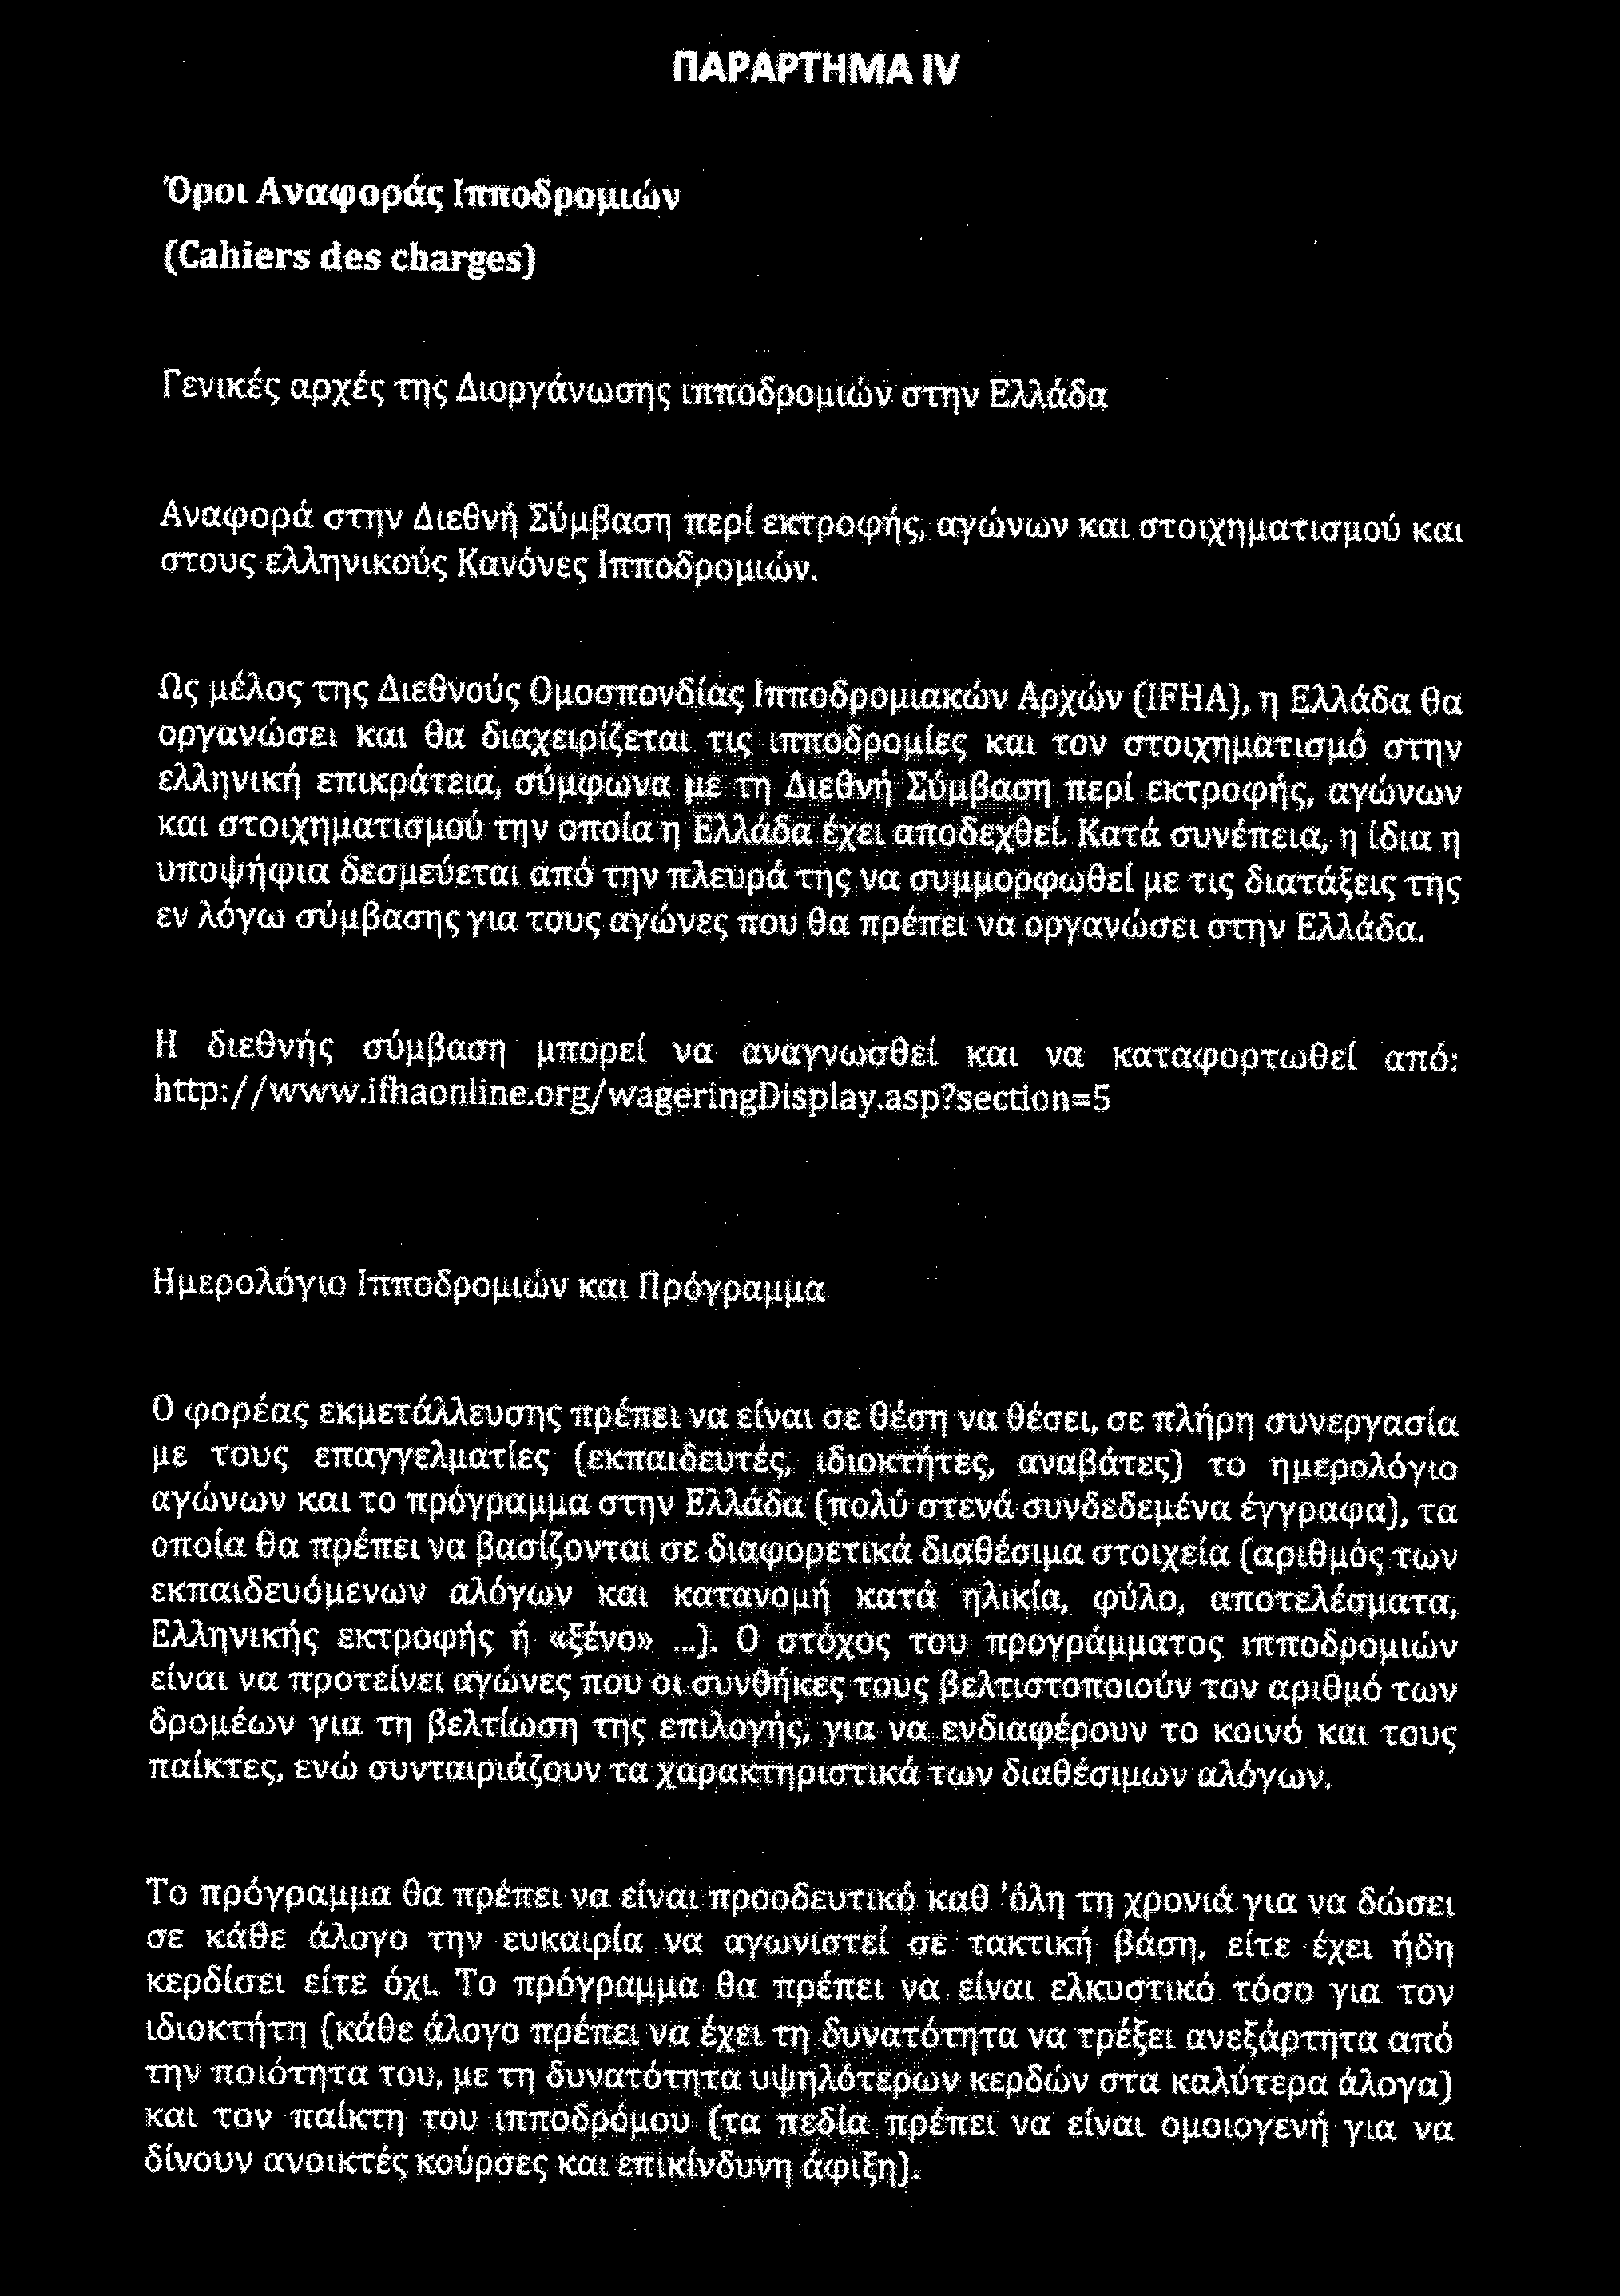 ΠΑΡΑΡΤΗΜΑ IV
Όροι Αναφοράς Ιπποδρομιών
(Cahiers des charges)
Γενικές αρχές της Διοργάνωσης ιπποδρομιών στην Ελλάδα
Αναφορά στην Διεθνή Σύμβαση περί εκτροφής, αγώνων και στοιχηματισμού και
στους ελληνικούς Κανόνες Ιπποδρομιών.
Ως μέλος της Διεθνούς Ομοσπονδίας Ιπποδρομιακών Αρχών (IFHA), η Ελλάδα θα
οργανώσει και θα διαχειρίζεται τις ιπποδρομίες και τον στοιχηματισμό στην
ελληνική επικράτεια, σύμφωνα με τη Διεθνή Σύμβαση περί εκτροφής, αγώνων
και στοιχηματισμού την οποία η Ελλάδα έχει αποδεχθεί. Κατά συνέπεια, η ίδια η
υποψήφια δεσμεύεται από την πλευρά της να συμμορφωθεί με τις διατάξεις της
εν λόγω σύμβασης για τους αγώνες που θα πρέπει να οργανώσει στην Ελλάδα.
Η διεθνής σύμβαση μπορεί να αναγνωσθεί και να καταφορτωθεί από:
http://www.ifhaonline.org/wageringDisplay.asp?section=5
Ημερολόγιο Ιπποδρομιών και Πρόγραμμα
Ο φορέας εκμετάλλευσης πρέπει να είναι σε θέση να θέσει, σε πλήρη συνεργασία
με τους επαγγελματίες (εκπαιδευτές, ιδιοκτήτες, αναβάτες) το ημερολόγιο
αγώνων και το πρόγραμμα στην Ελλάδα (πολύ στενά συνδεδεμένα έγγραφα), τα
οποία θα πρέπει να βασίζονται σε διαφορετικά διαθέσιμα στοιχεία (αριθμός των
εκπαιδευόμενων αλόγων και κατανομή κατά ηλικία, φύλο, αποτελέσματα,
Ελληνικής εκτροφής ή «ξένο» ...). Ο στόχος του προγράμματος ιπποδρομιών
είναι να προτείνει αγώνες που οι συνθήκες τους βελτιστοποιούν τον αριθμό των
δρομέων για τη βελτίωση της επιλογής, για να ενδιαφέρουν το κοινό και τους
παίκτες, ενώ συνταιριάζουν τα χαρακτηριστικά των διαθέσιμων αλόγων.
Το πρόγραμμα θα πρέπει να είναι προοδευτικό καθ 'όλη τη χρονιά για να δώσει
σε κάθε άλογο την ευκαιρία να αγωνιστεί σε τακτική βάση, είτε έχει ήδη
κερδίσει είτε όχι. Το πρόγραμμα θα πρέπει να είναι ελκυστικό τόσο για τον
ιδιοκτήτη (κάθε άλογο πρέπει να έχει τη δυνατότητα να τρέξει ανεξάρτητα από
την ποιότητα του, με τη δυνατότητα υψηλότερων κερδών στα καλύτερα άλογα)
και τον παίκτη του ιπποδρόμου (τα πεδία πρέπει να είναι ομοιογενή για να
δίνουν ανοικτές κούρσες και επικίνδυνη άφιξη).